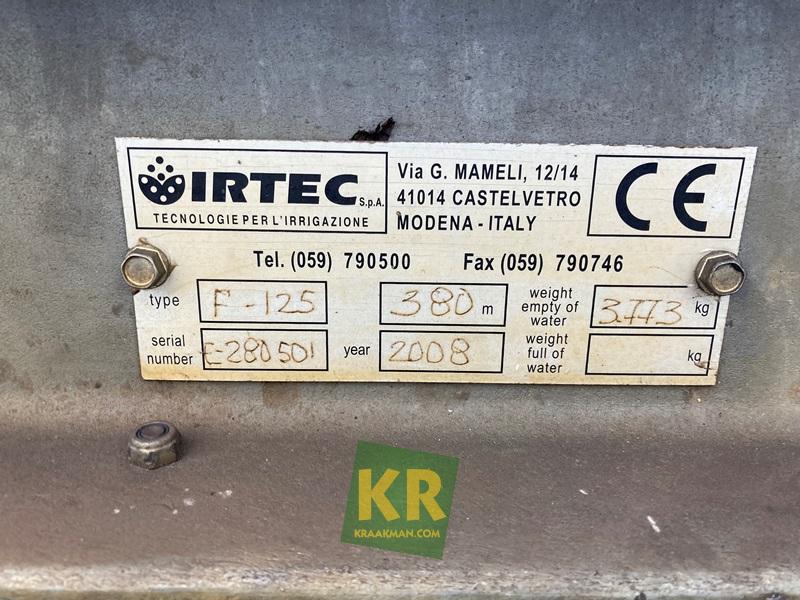 IRTEC S.p.A.
TECNOLOGIE PER L'IRRIGAZIONE
Via G. MAMELI, 12/14
41014 CASTELVETRO
MODENA - ITALY
CE
Tel. (059) 790500 Fax (059) 790746
type F-125 380 m weight empty of water 3.773 kg
serial number E-280501 year 2008 weight full of water kg
KR
KRAAKMAN.COM